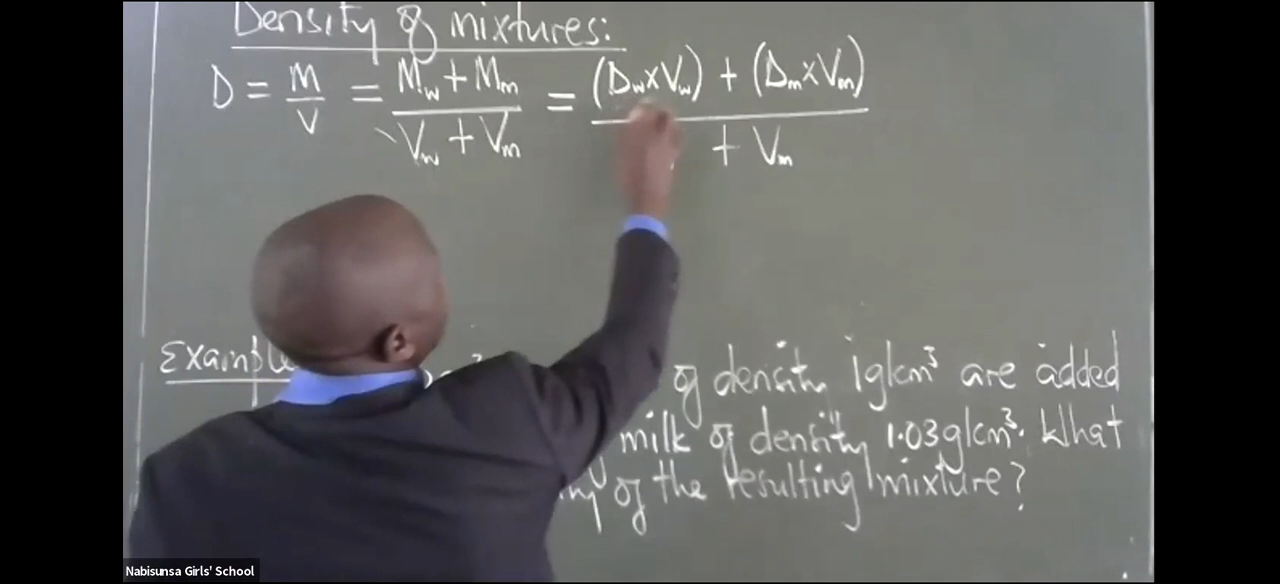 Density of mixtures:
D = M/V = Mw + Mm / Vw + Vm = (Dw x Vw) + (Dm x Vm) / + Vm
Example
of density 1g/cm³ are added
milk of density 1.03g/cm³. What
of the resulting mixture?
Nabisunsa Girls' School